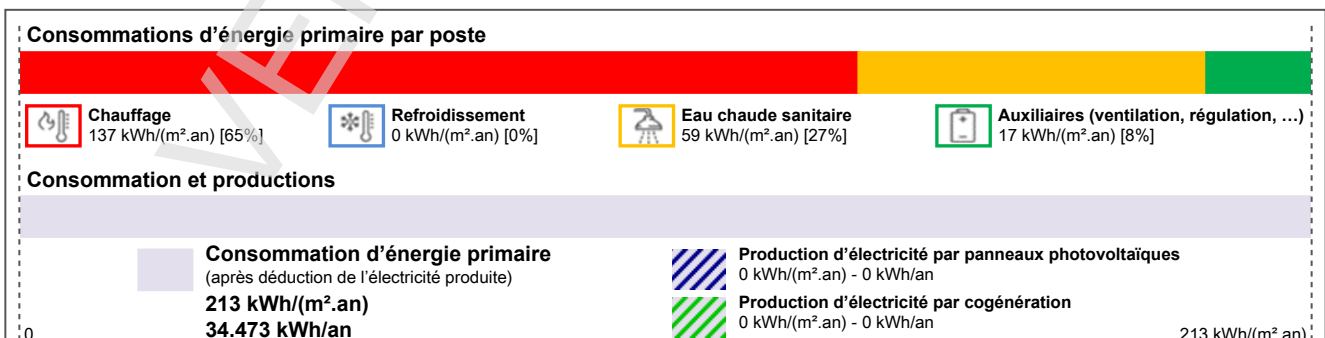 Consommations d'énergie primaire par poste
Chauffage
137 kWh/(m².an) [65%]
Refroidissement
0 kWh/(m².an) [0%]
Eau chaude sanitaire
59 kWh/(m².an) [27%]
Auxiliaires (ventilation, régulation, …)
17 kWh/(m².an) [8%]
Consommation et productions
Consommation d'énergie primaire
(après déduction de l'électricité produite)
213 kWh/(m².an)
34.473 kWh/an
Production d'électricité par panneaux photovoltaïques
0 kWh/(m².an) - 0 kWh/an
Production d'électricité par cogénération
0 kWh/(m².an) - 0 kWh/an
0
213 kWh/(m².an)